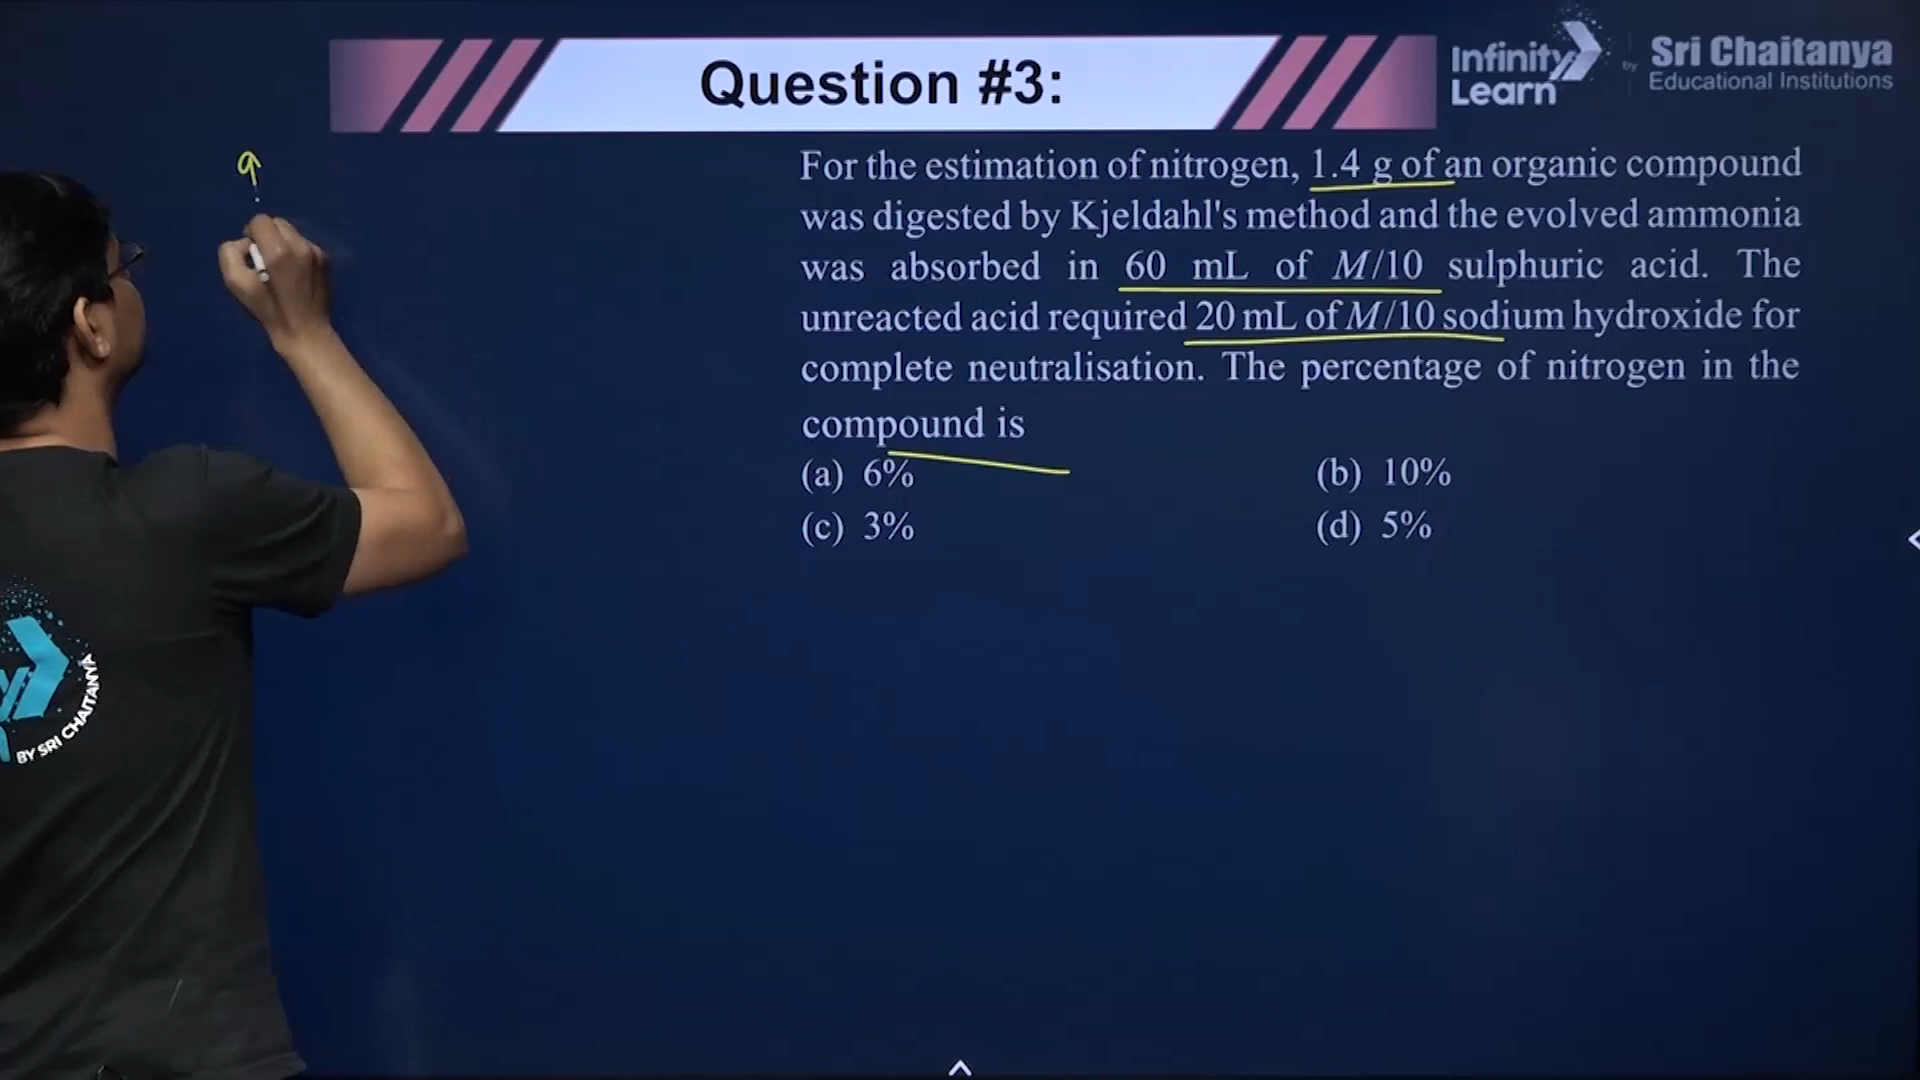 Question #3:
Infinity
Learn
by
Sri Chaitanya
Educational Institutions
For the estimation of nitrogen, 1.4 g of an organic compound
was digested by Kjeldahl's method and the evolved ammonia
was absorbed in 60 mL of M/10 sulphuric acid. The
unreacted acid required 20 mL of M/10 sodium hydroxide for
complete neutralisation. The percentage of nitrogen in the
compound is
(a) 6%
(b) 10%
(c) 3%
(d) 5%
BY SRI CHAITANYA